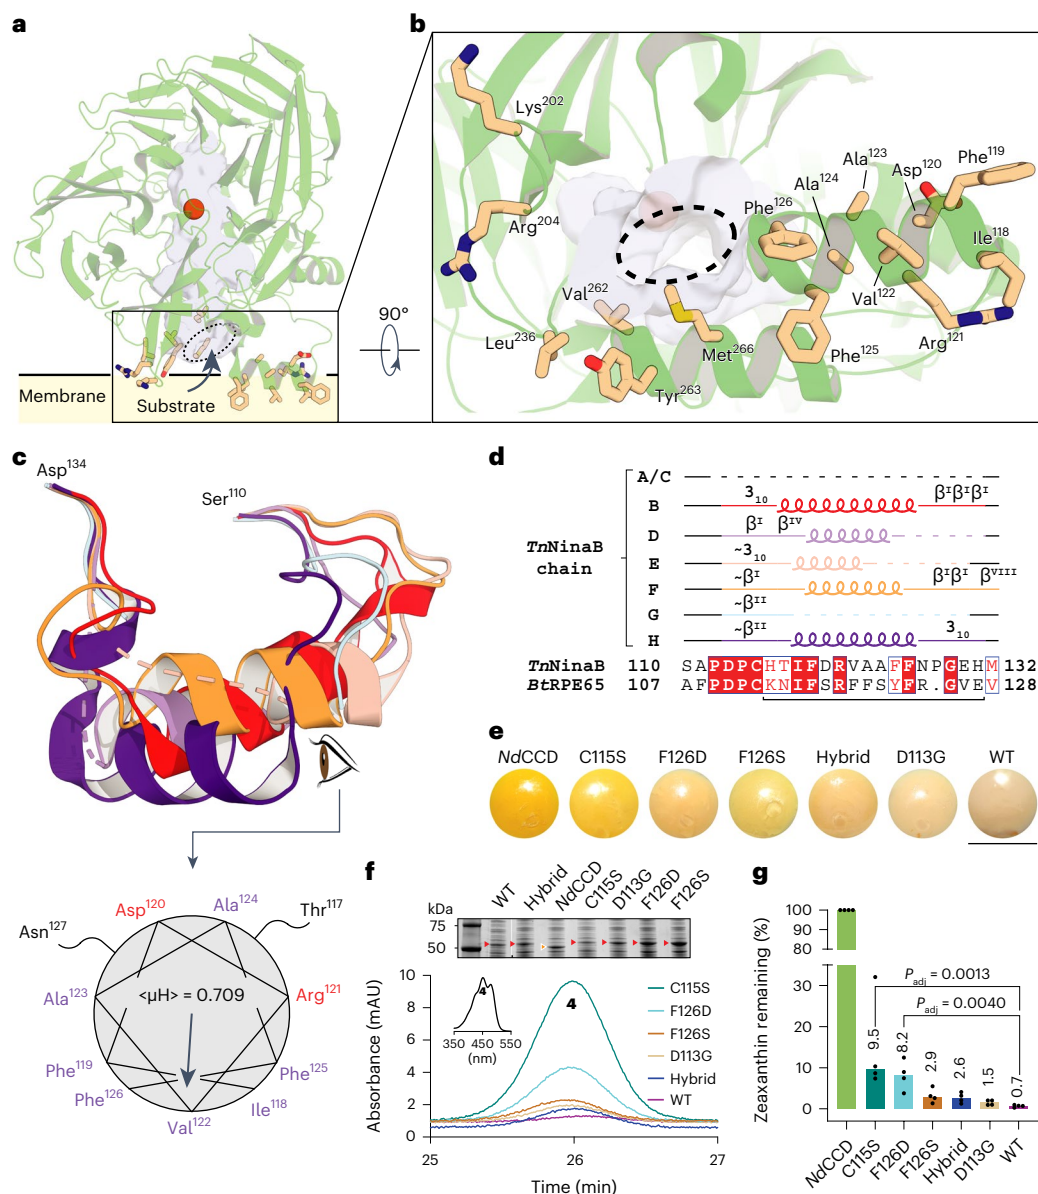 a
Membrane
Substrate
90°
b
Lys202
Arg204
Val262
Leu236
Tyr263
Met266
Phe126
Ala124
Ala123
Asp120
Phe119
Ile118
Val122
Arg121
Phe125
c
Asp134
Ser110
Asn127
Asp120
Ala124
Thr117
Ala123
<μH> = 0.709
Arg121
Phe119
Phe126
Phe125
Ile118
Val122
d
TnNinaB
chain
A/C
B 3₁₀ βᴵβᴵβᴵ
D βᴵ βᴵⱽ
E ~3₁₀
F ~βᴵ βᴵβᴵ βⱽᴵᴵᴵ
G ~βᴵᴵ
H ~βᴵᴵ 3₁₀
TnNinaB 110 SAPDPCHTIFDRVAAFFNPGEHM 132
BtRPE65 107 AFPDPCKNIFSRFFSYFR.GVEV 128
e
NdCCD C115S F126D F126S Hybrid D113G WT
f
WT Hybrid NdCCD C115S D113G F126D F126S
kDa
75
50
Absorbance (mAU)
10
8
6
4
2
0
4
350 450 550
(nm)
4
C115S
F126D
F126S
D113G
Hybrid
WT
25 26 27
Time (min)
g
Zeaxanthin remaining (%)
100
90
80
30
20
10
0
Padj = 0.0013
Padj = 0.0040
9.5
8.2
2.9
2.6
1.5
0.7
NdCCD C115S F126D F126S Hybrid D113G WT